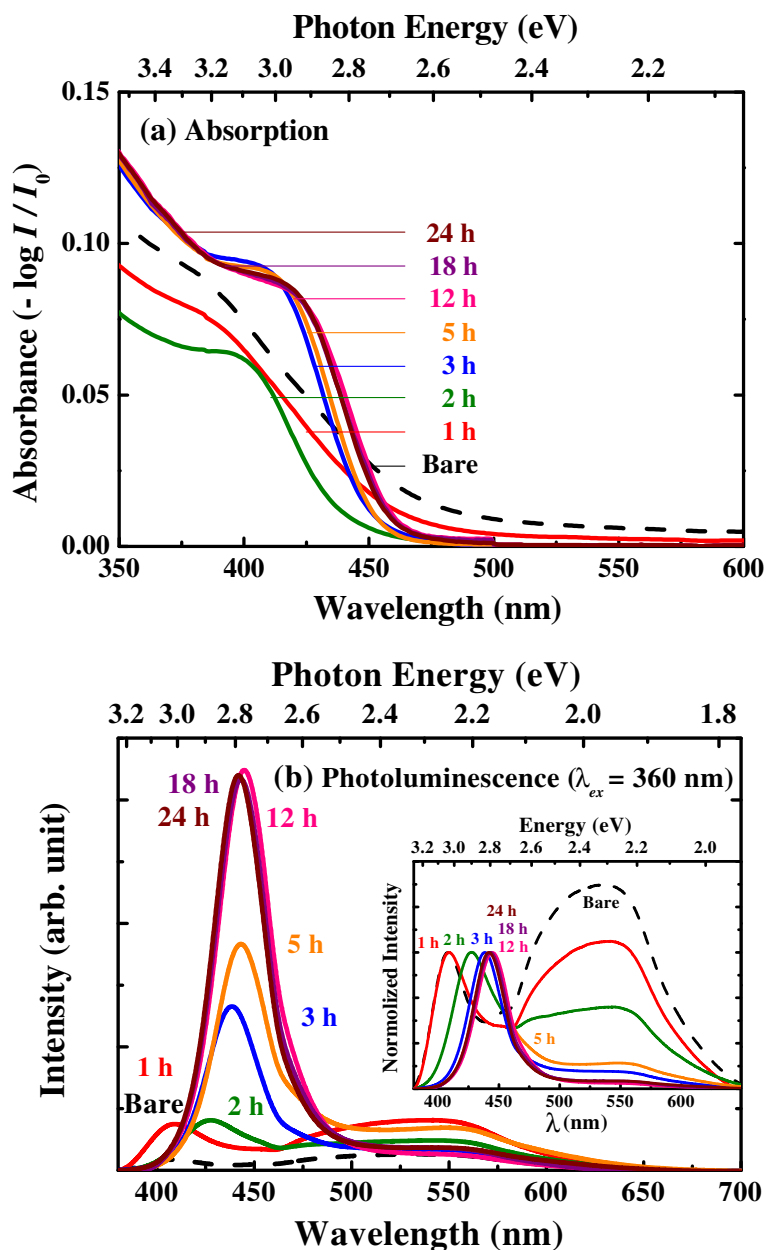 Photon Energy (eV)
3.4 3.2 3.0 2.8 2.6 2.4 2.2
0.15
(a) Absorption
Absorbance (- log I / I0)
24 h
0.10
18 h
12 h
5 h
3 h
0.05
2 h
1 h
Bare
0.00
350 400 450 500 550 600
Wavelength (nm)
Photon Energy (eV)
3.2 3.0 2.8 2.6 2.4 2.2 2.0 1.8
(b) Photoluminescence (λex = 360 nm)
18 h
24 h
12 h
5 h
3 h
1 h
Bare
2 h
Intensity (arb. unit)
Energy (eV)
3.2 3.0 2.8 2.6 2.4 2.2 2.0
Normolized Intensity
Bare
24 h
18 h
12 h
1 h
2 h
3 h
5 h
400 450 500 550 600
λ(nm)
400 450 500 550 600 650 700
Wavelength (nm)